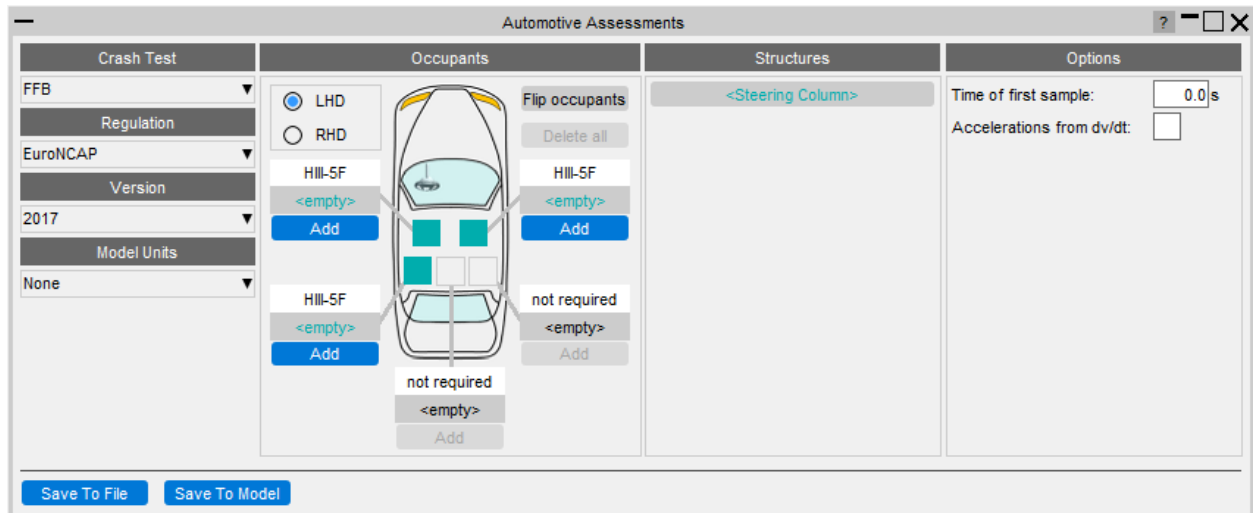 Automotive Assessments
?
Crash Test
FFB
Regulation
EuroNCAP
Version
2017
Model Units
None
Occupants
LHD
RHD
Flip occupants
Delete all
HIII-5F
<empty>
Add
HIII-5F
<empty>
Add
HIII-5F
<empty>
Add
not required
<empty>
Add
not required
<empty>
Add
Structures
<Steering Column>
Options
Time of first sample: 0.0 s
Accelerations from dv/dt:
Save To File
Save To Model